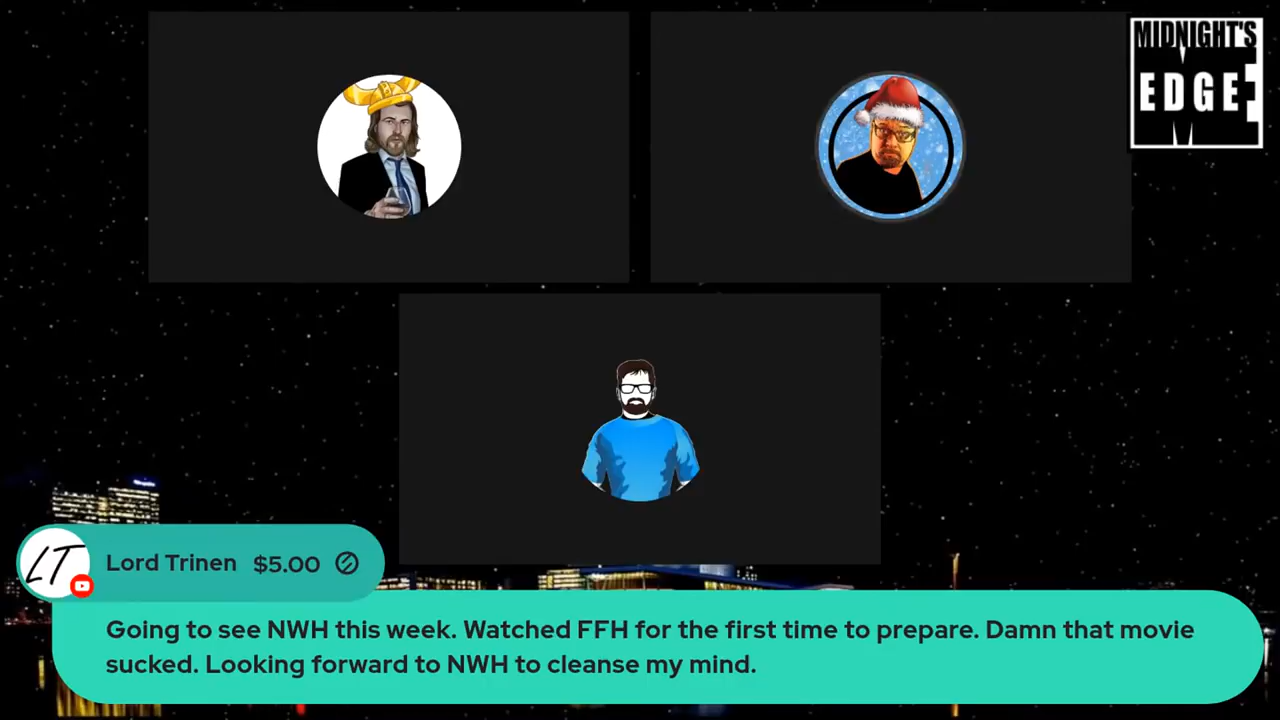 MIDNIGHT'S
EDGE
LT
Lord Trinen $5.00
Going to see NWH this week. Watched FFH for the first time to prepare. Damn that movie
sucked. Looking forward to NWH to cleanse my mind.